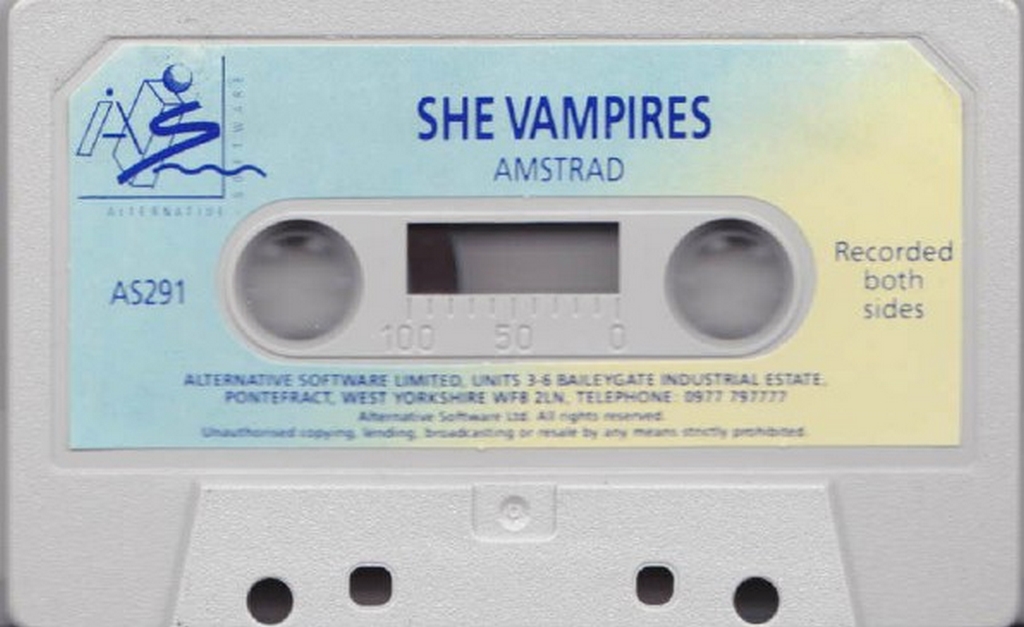 SOFTWARE
ALTERNATIVE
SHE VAMPIRES
AMSTRAD
AS291
Recorded
both
sides
100 50 0
ALTERNATIVE SOFTWARE LIMITED, UNITS 3-6 BAILEYGATE INDUSTRIAL ESTATE,
PONTEFRACT, WEST YORKSHIRE WF8 2LN. TELEPHONE: 0977 797777
Alternative Software Ltd. All rights reserved.
Unauthorised copying, lending, broadcasting or resale by any means strictly prohibited.